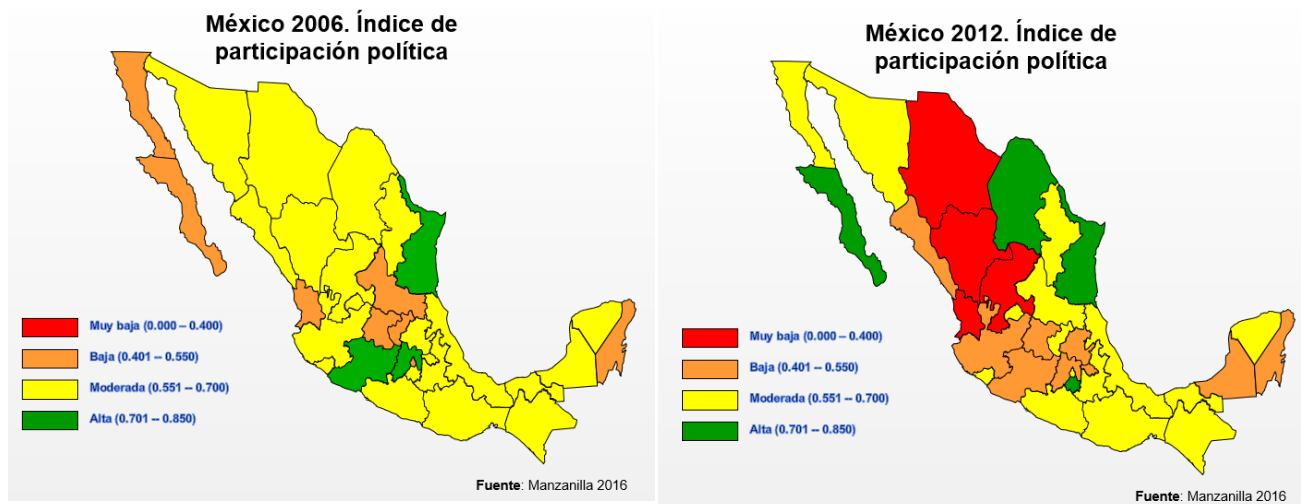 México 2006. Índice de
participación política
Muy baja (0.000 – 0.400)
Baja (0.401 – 0.550)
Moderada (0.551 – 0.700)
Alta (0.701 – 0.850)
Fuente: Manzanilla 2016
México 2012. Índice de
participación política
Muy baja (0.000 – 0.400)
Baja (0.401 – 0.550)
Moderada (0.551 – 0.700)
Alta (0.701 – 0.850)
Fuente: Manzanilla 2016